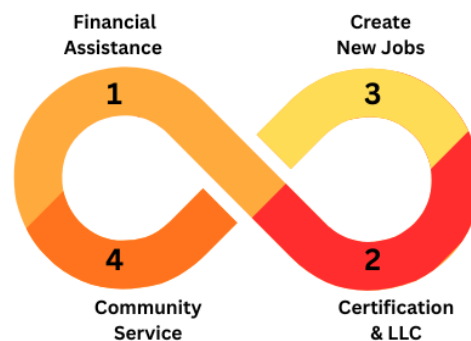 Financial
Assistance
1
Create
New Jobs
3
4
Community
Service
2
Certification
& LLC